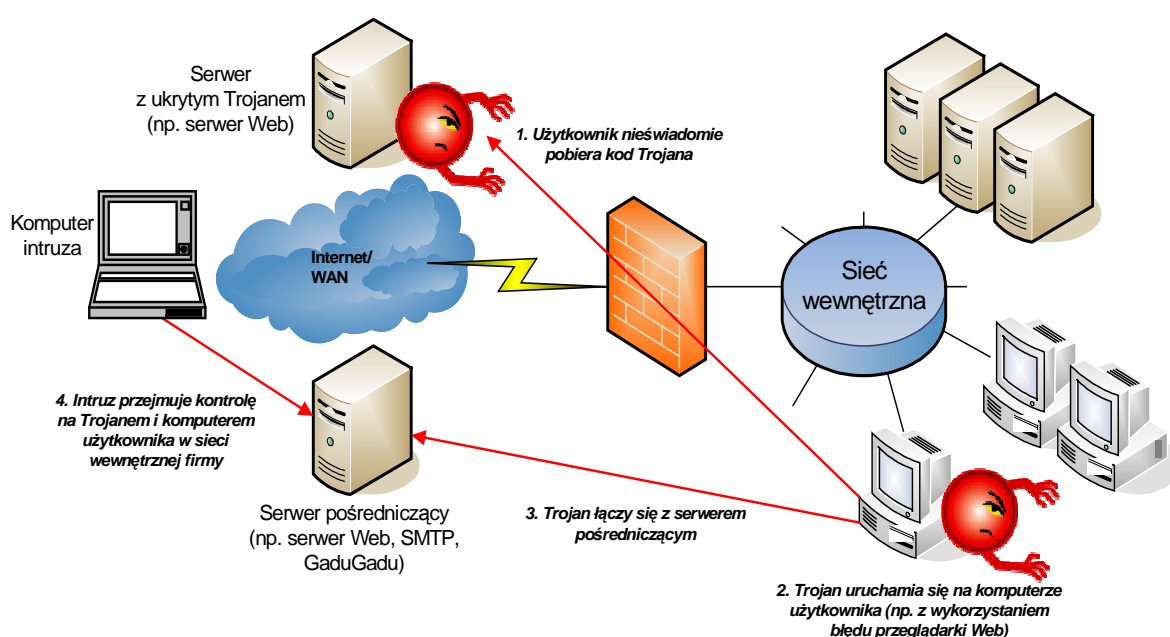 Serwer
z ukrytym Trojanem
(np. serwer Web)
1. Użytkownik nieświadomie
pobiera kod Trojana
Komputer
intruza
Internet/
WAN
Sieć
wewnętrzna
4. Intruz przejmuje kontrolę
na Trojanem i komputerem
użytkownika w sieci
wewnętrznej firmy
Serwer pośredniczący
(np. serwer Web, SMTP,
GaduGadu)
3. Trojan łączy się z serwerem
pośredniczącym
2. Trojan uruchamia się na komputerze
użytkownika (np. z wykorzystaniem
błędu przeglądarki Web)